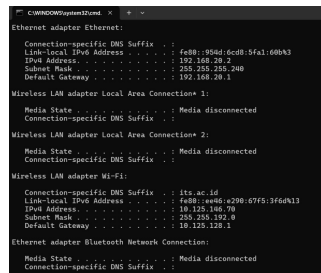 C:\WINDOWS\system32\cmd.
Ethernet adapter Ethernet:
Connection-specific DNS Suffix . :
Link-local IPv6 Address . . . . . : fe80::954d:6cd8:5fa1:60b%3
IPv4 Address. . . . . . . . . . . : 192.168.20.2
Subnet Mask . . . . . . . . . . . : 255.255.255.240
Default Gateway . . . . . . . . . : 192.168.20.1
Wireless LAN adapter Local Area Connection* 1:
Media State . . . . . . . . . . . : Media disconnected
Connection-specific DNS Suffix . :
Wireless LAN adapter Local Area Connection* 2:
Media State . . . . . . . . . . . : Media disconnected
Connection-specific DNS Suffix . :
Wireless LAN adapter Wi-Fi:
Connection-specific DNS Suffix . : its.ac.id
Link-local IPv6 Address . . . . . : fe80::ee46:e290:67f5:3f6d%13
IPv4 Address. . . . . . . . . . . : 10.125.146.70
Subnet Mask . . . . . . . . . . . : 255.255.192.0
Default Gateway . . . . . . . . . : 10.125.128.1
Ethernet adapter Bluetooth Network Connection:
Media State . . . . . . . . . . . : Media disconnected
Connection-specific DNS Suffix . :